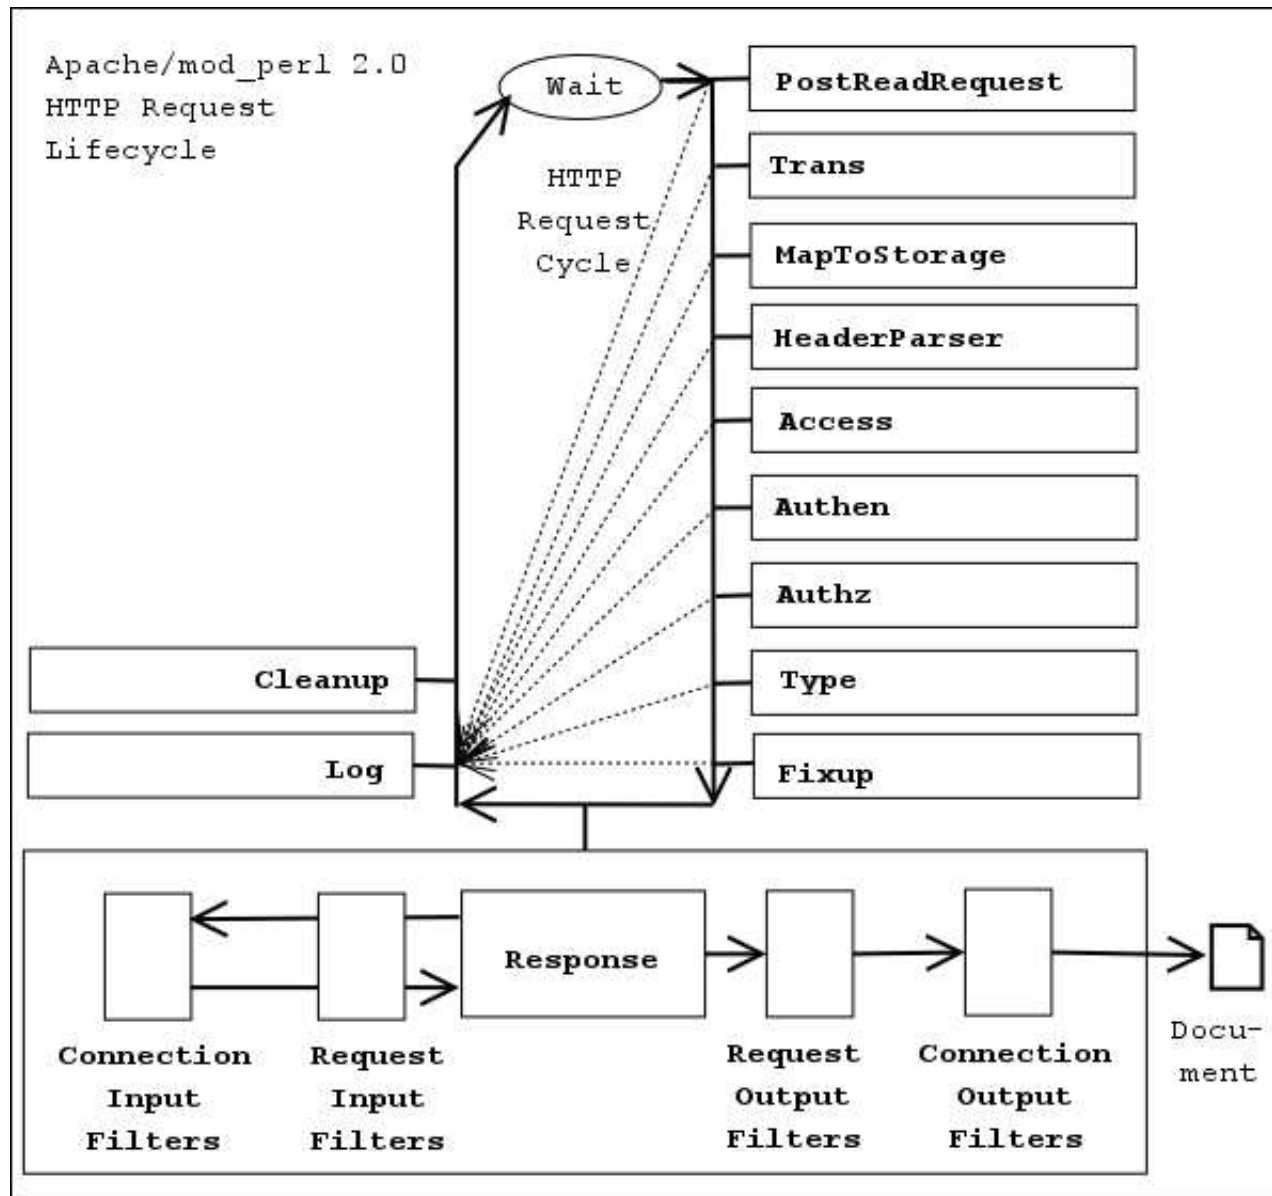 Apache/mod_perl 2.0
HTTP Request
Lifecycle
Wait
HTTP
Request
Cycle
PostReadRequest
Trans
MapToStorage
HeaderParser
Access
Authen
Authz
Type
Fixup
Cleanup
Log
Response
Connection
Input
Filters
Request
Input
Filters
Request
Output
Filters
Connection
Output
Filters
Docu-
ment